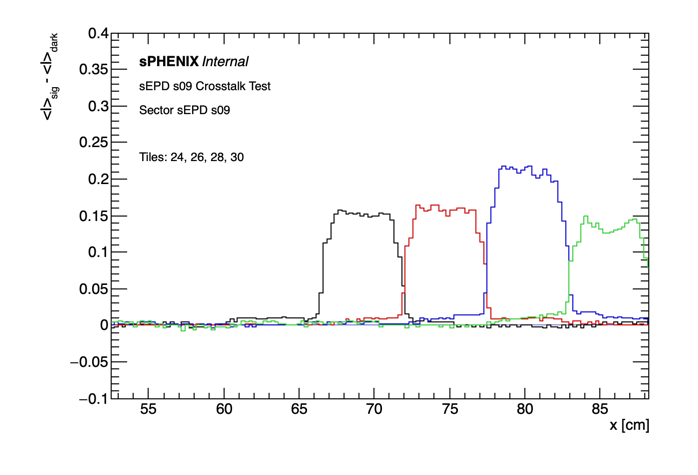 0.4
0.35
0.3
0.25
0.2
0.15
0.1
0.05
0
−0.05
−0.1
<I>sig - <I>dark
sPHENIX Internal
sEPD s09 Crosstalk Test
Sector sEPD s09
Tiles: 24, 26, 28, 30
55 60 65 70 75 80 85
x [cm]